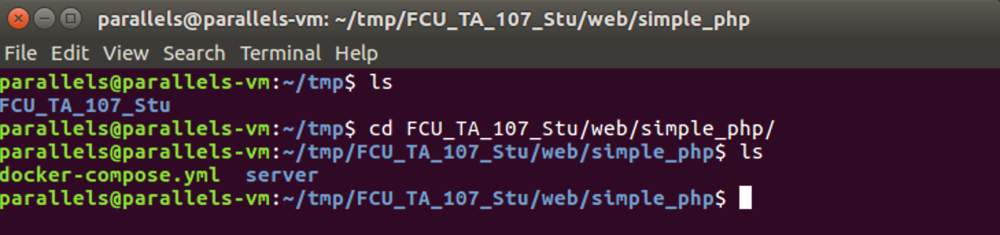 parallels@parallels-vm: ~/tmp/FCU_TA_107_Stu/web/simple_php
File Edit View Search Terminal Help
parallels@parallels-vm:~/tmp$ ls
FCU_TA_107_Stu
parallels@parallels-vm:~/tmp$ cd FCU_TA_107_Stu/web/simple_php/
parallels@parallels-vm:~/tmp/FCU_TA_107_Stu/web/simple_php$ ls
docker-compose.yml  server
parallels@parallels-vm:~/tmp/FCU_TA_107_Stu/web/simple_php$